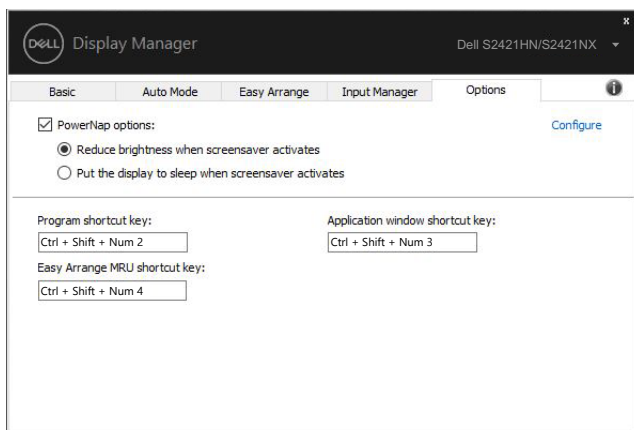 x
DELL Display Manager Dell S2421HN/S2421NX
Basic Auto Mode Easy Arrange Input Manager Options i
PowerNap options: Configure
Reduce brightness when screensaver activates
Put the display to sleep when screensaver activates
Program shortcut key: Application window shortcut key:
Ctrl + Shift + Num 2 Ctrl + Shift + Num 3
Easy Arrange MRU shortcut key:
Ctrl + Shift + Num 4